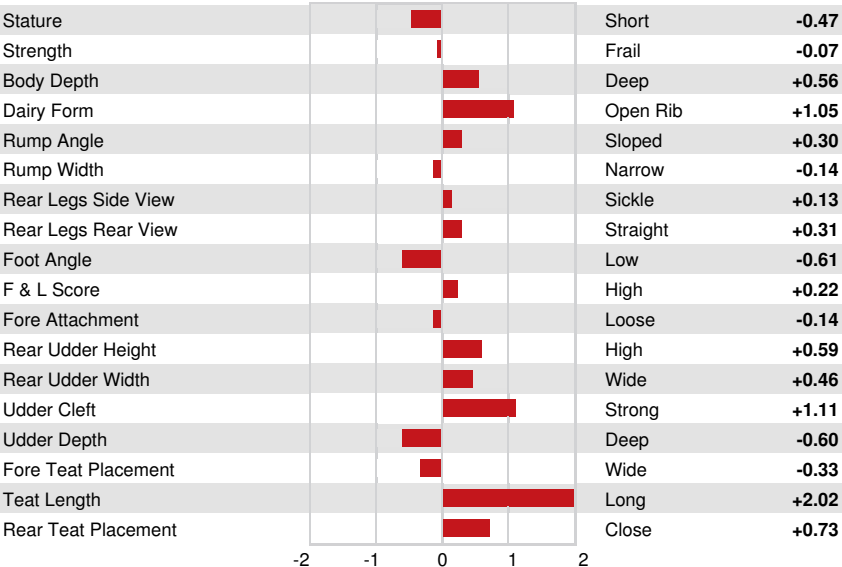 Stature Short -0.47
Strength Frail -0.07
Body Depth Deep +0.56
Dairy Form Open Rib +1.05
Rump Angle Sloped +0.30
Rump Width Narrow -0.14
Rear Legs Side View Sickle +0.13
Rear Legs Rear View Straight +0.31
Foot Angle Low -0.61
F & L Score High +0.22
Fore Attachment Loose -0.14
Rear Udder Height High +0.59
Rear Udder Width Wide +0.46
Udder Cleft Strong +1.11
Udder Depth Deep -0.60
Fore Teat Placement Wide -0.33
Teat Length Long +2.02
Rear Teat Placement Close +0.73
-2 -1 0 1 2